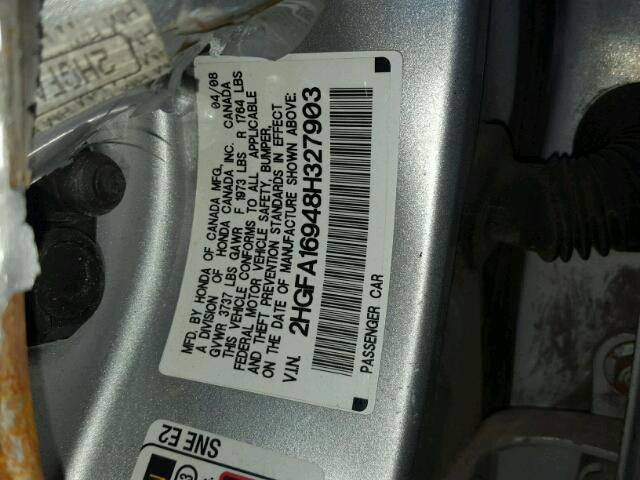 MFD. BY HONDA OF CANADA MFG. 04/08
A DIVISION OF HONDA CANADA INC. CANADA
GVWR 3737 LBS GAWR F 1973 LBS R 1764 LBS
THIS VEHICLE CONFORMS TO ALL APPLICABLE
FEDERAL MOTOR VEHICLE SAFETY, BUMPER,
AND THEFT PREVENTION STANDARDS IN EFFECT
ON THE DATE OF MANUFACTURE SHOWN ABOVE:
V.I.N. 2HGFA16948H327903
PASSENGER CAR
SNE E2
2HGF